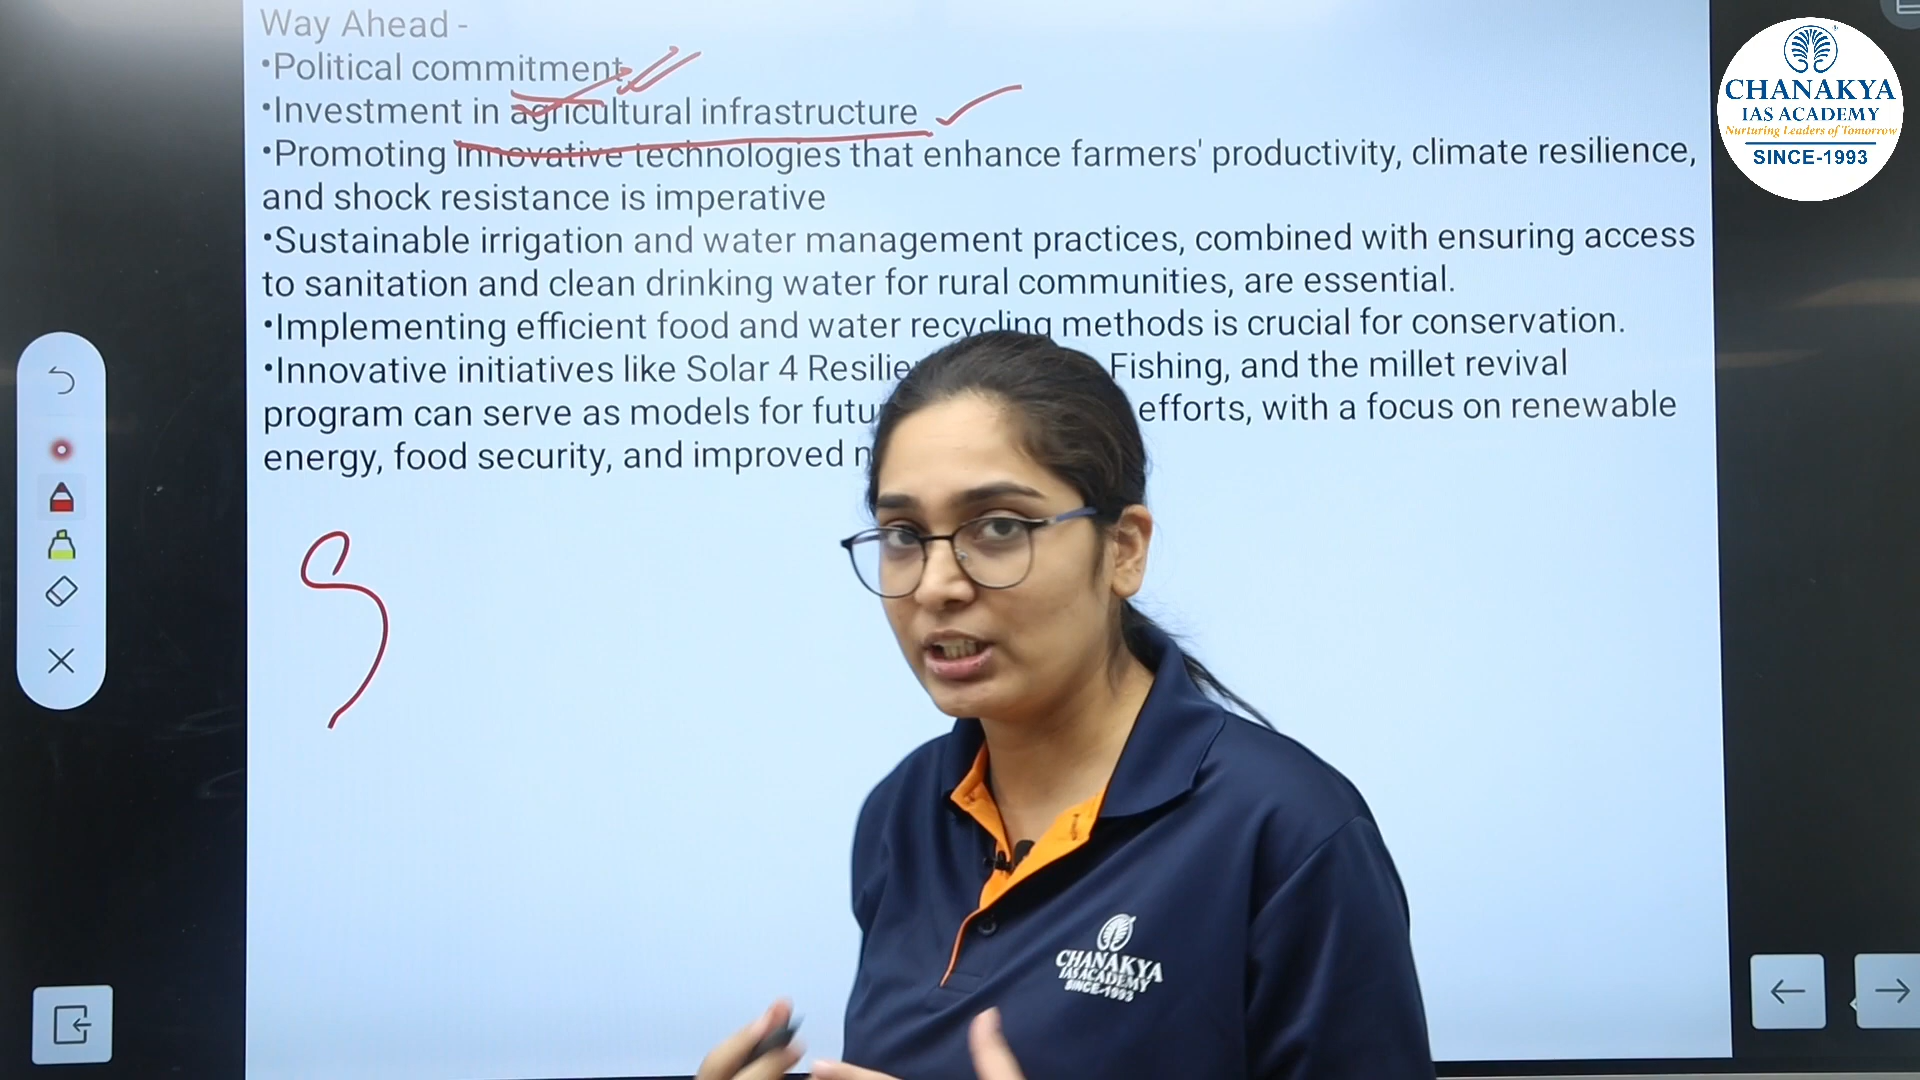 Way Ahead -
•Political commitment
•Investment in agricultural infrastructure
•Promoting innovative technologies that enhance farmers' productivity, climate resilience,
and shock resistance is imperative
•Sustainable irrigation and water management practices, combined with ensuring access
to sanitation and clean drinking water for rural communities, are essential.
•Implementing efficient food and water recycling methods is crucial for conservation.
•Innovative initiatives like Solar 4 Fishing, and the millet revival
program can serve as models for efforts, with a focus on renewable
energy, food security, and improved
CHANAKYA
IAS ACADEMY
Nurturing Leaders of Tomorrow
SINCE-1993
CHANAKYA
IAS ACADEMY
SINCE-1993